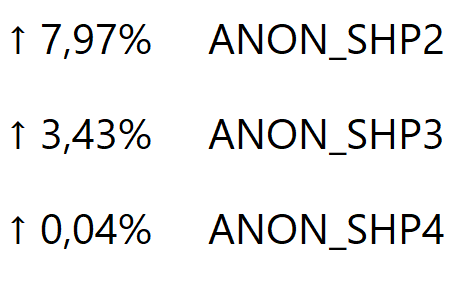 ↑ 7,97% ANON_SHP2
↑ 3,43% ANON_SHP3
↑ 0,04% ANON_SHP4